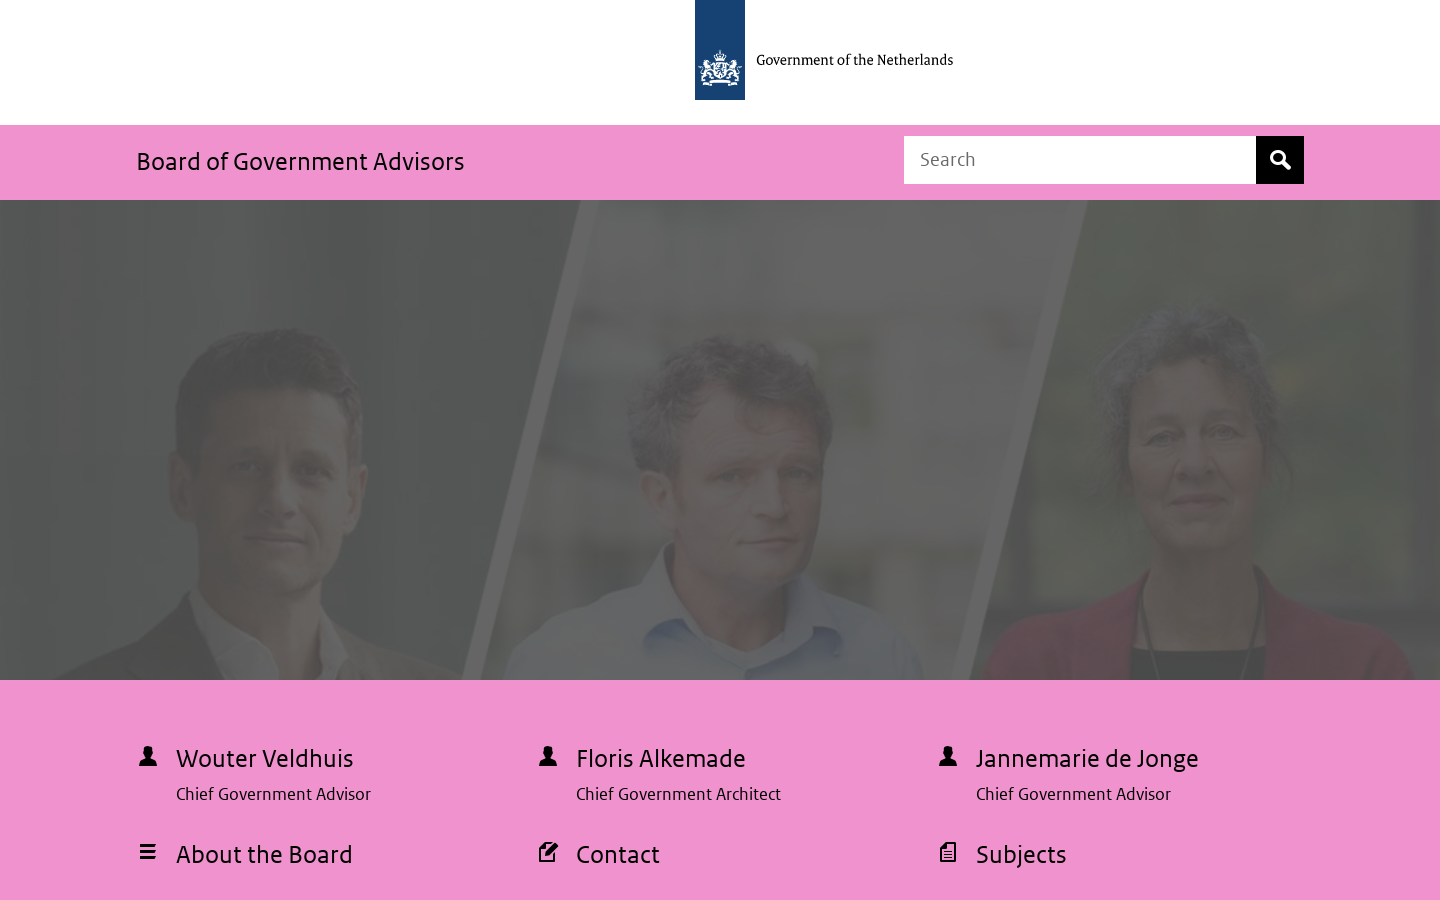 Government of the Netherlands
Board of Government Advisors
Search
Wouter Veldhuis
Chief Government Advisor
Floris Alkemade
Chief Government Architect
Jannemarie de Jonge
Chief Government Advisor
About the Board
Contact
Subjects